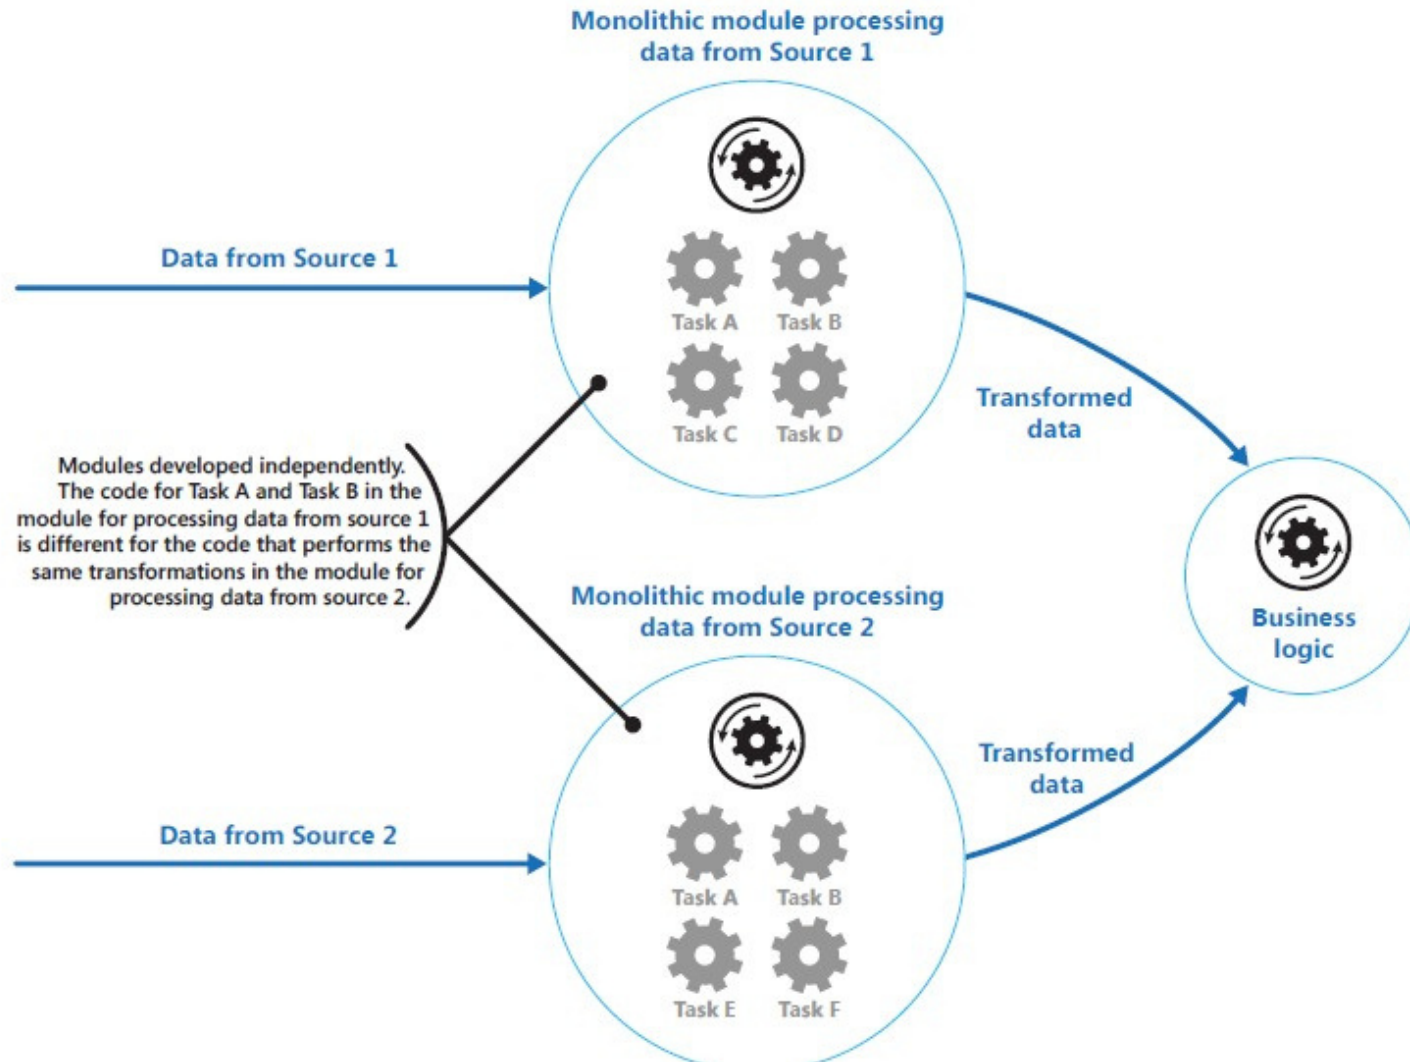 Monolithic module processing
data from Source 1
Data from Source 1
Task A
Task B
Task C
Task D
Transformed
data
Modules developed independently.
The code for Task A and Task B in the
module for processing data from source 1
is different for the code that performs the
same transformations in the module for
processing data from source 2.
Business
logic
Monolithic module processing
data from Source 2
Data from Source 2
Task A
Task B
Task E
Task F
Transformed
data